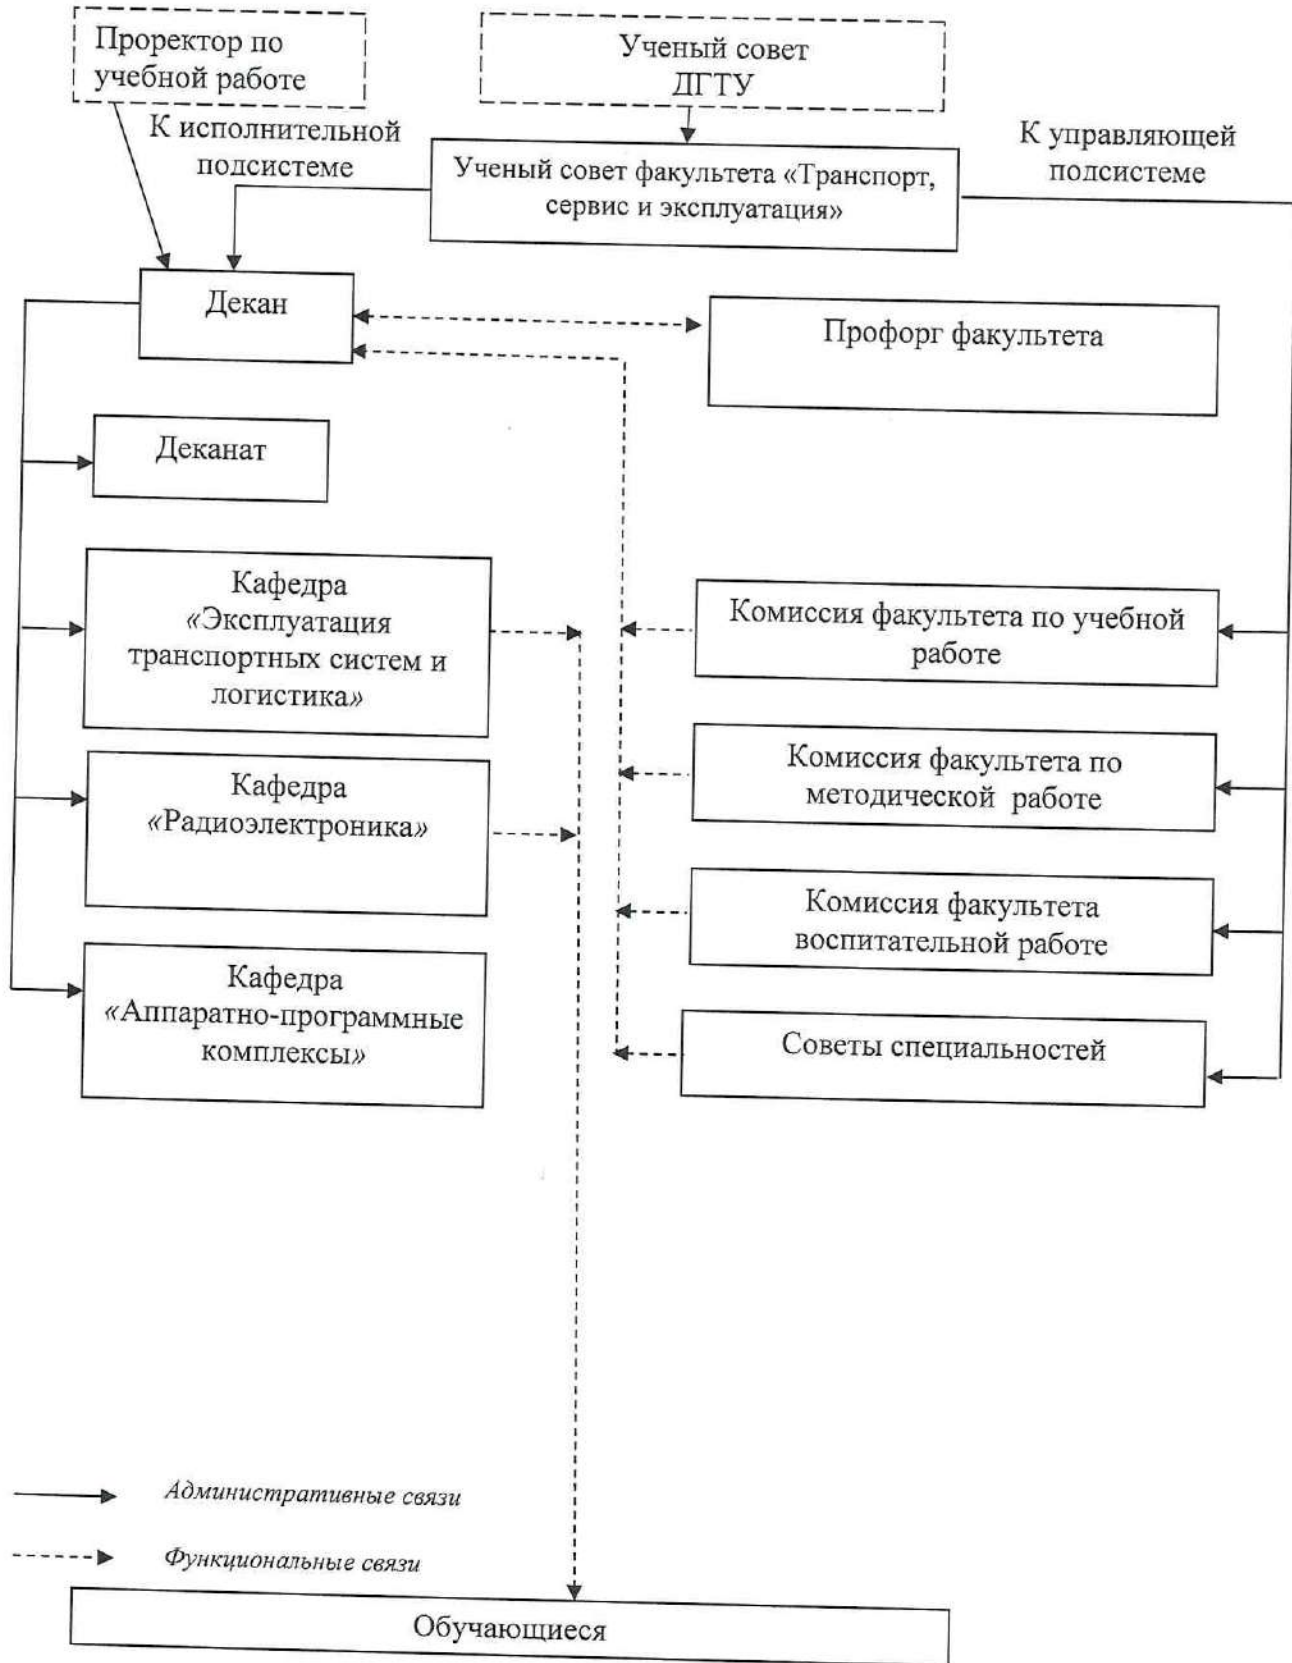 Проректор по
учебной работе
Ученый совет
ДГТУ
К исполнительной
подсистеме
К управляющей
подсистеме
Ученый совет факультета «Транспорт,
сервис и эксплуатация»
Декан
Профорг факультета
Деканат
Кафедра
«Эксплуатация
транспортных систем и
логистика»
Комиссия факультета по учебной
работе
Кафедра
«Радиоэлектроника»
Комиссия факультета по
методической работе
Комиссия факультета
воспитательной работе
Кафедра
«Аппаратно-программные
комплексы»
Советы специальностей
Административные связи
Функциональные связи
Обучающиеся